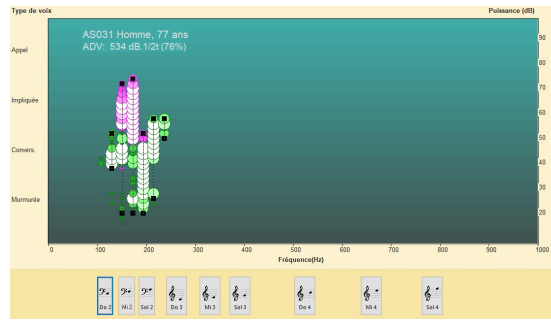 Type de voix
Puissance (dB)
AS031 Homme, 77 ans
ADV: 534 dB.1/2t (76%)
Appel
Impliquée
Convers.
Murmurée
90
80
70
60
50
40
30
20
0 100 200 300 400 500 600 700 800 900 1000
Fréquence(Hz)
Do 2 Mi 2 Sol 2 Do 3 Mi 3 Sol 3 Do 4 Mi 4 Sol 4